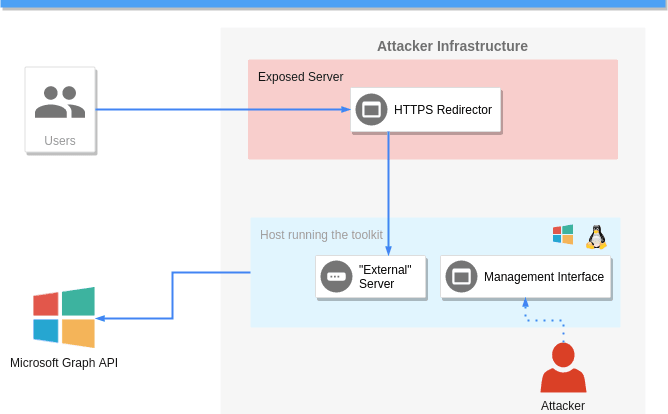 Attacker Infrastructure
Exposed Server
HTTPS Redirector
Users
Host running the toolkit
"External"
Server
Management Interface
Microsoft Graph API
Attacker